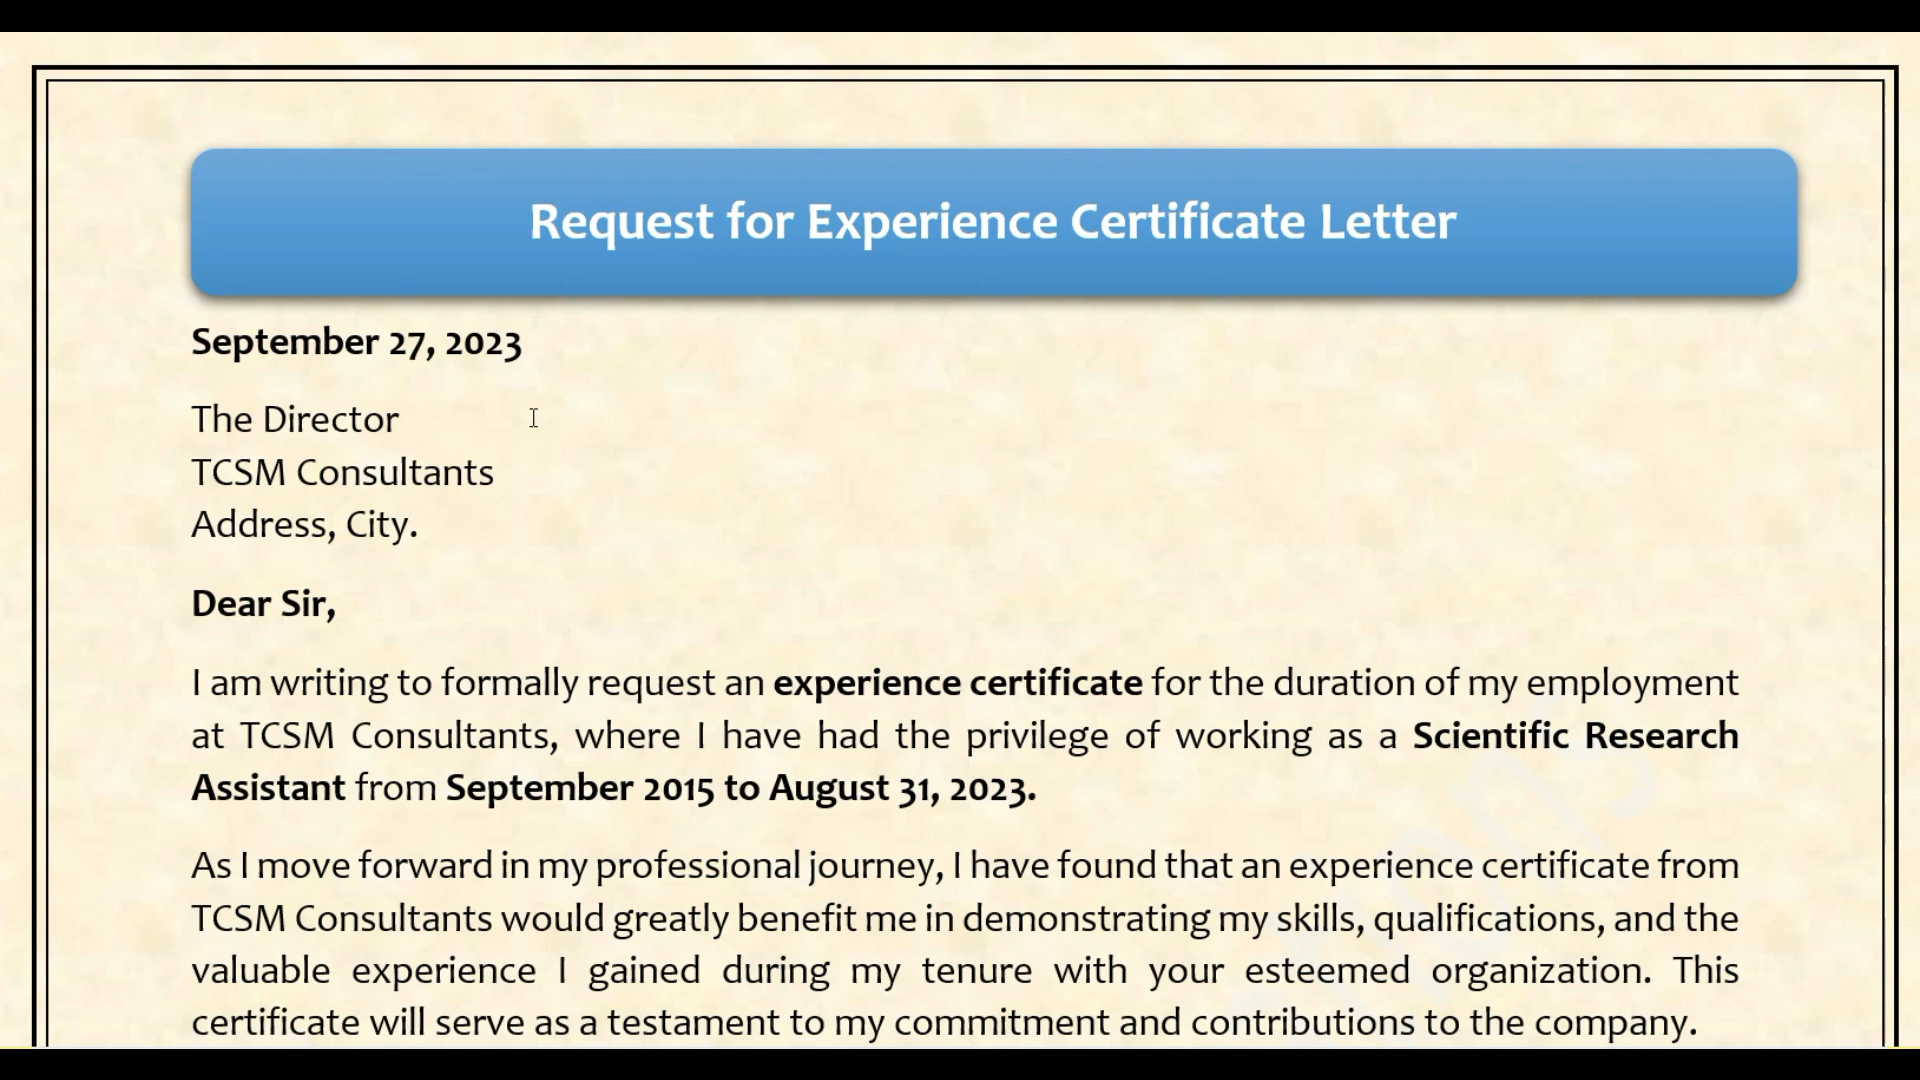 Request for Experience Certificate Letter
September 27, 2023
The Director
TCSM Consultants
Address, City.
Dear Sir,
I am writing to formally request an experience certificate for the duration of my employment
at TCSM Consultants, where I have had the privilege of working as a Scientific Research
Assistant from September 2015 to August 31, 2023.
As I move forward in my professional journey, I have found that an experience certificate from
TCSM Consultants would greatly benefit me in demonstrating my skills, qualifications, and the
valuable experience I gained during my tenure with your esteemed organization. This
certificate will serve as a testament to my commitment and contributions to the company.